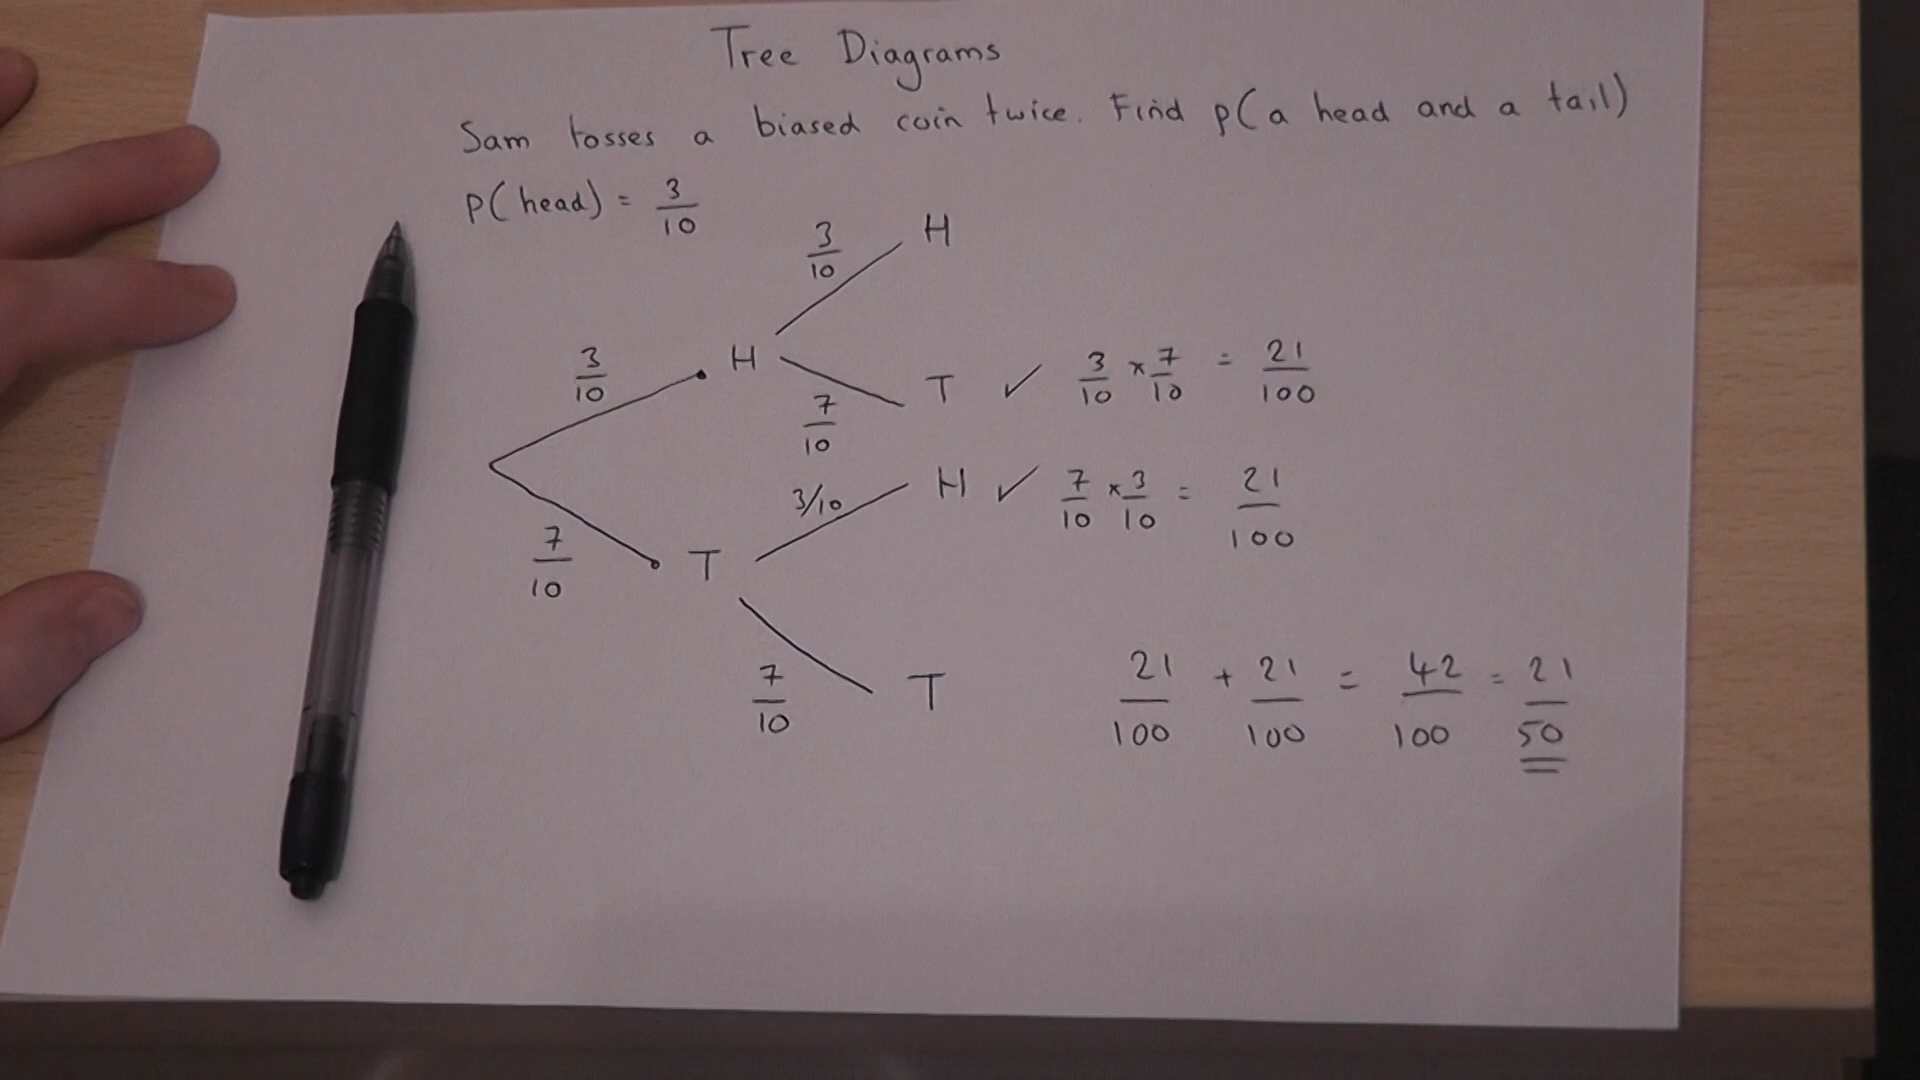 Tree Diagrams
Sam tosses a biased coin twice. Find p(a head and a tail)
p(head) = 3/10
3/10 H
3/10 H
7/10 T ✓ 3/10 × 7/10 = 21/100
3/10 H ✓ 7/10 × 3/10 = 21/100
7/10 T
7/10 T
21/100 + 21/100 = 42/100 = 21/50